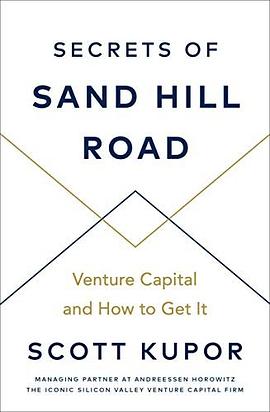 SECRETS OF
SAND HILL
ROAD
Venture Capital
and How to Get It
SCOTT KUPOR
MANAGING PARTNER AT ANDREESSEN HOROWITZ
THE ICONIC SILICON VALLEY VENTURE CAPITAL FIRM